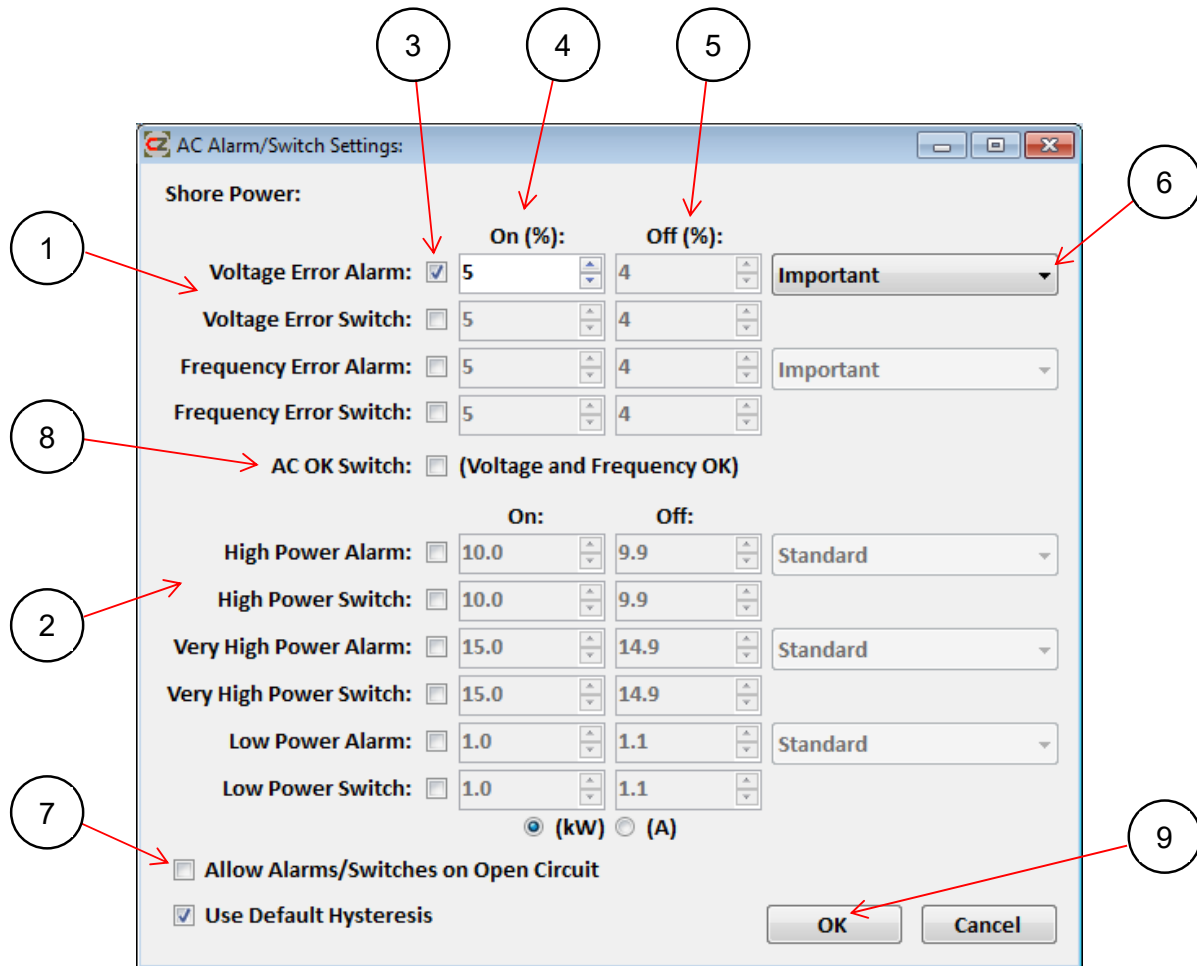 3 4 5
CZ AC Alarm/Switch Settings:
6
Shore Power:
1
On (%): Off (%):
Voltage Error Alarm: 5 4 Important
Voltage Error Switch: 5 4
Frequency Error Alarm: 5 4 Important
Frequency Error Switch: 5 4
8
AC OK Switch: (Voltage and Frequency OK)
On: Off:
High Power Alarm: 10.0 9.9 Standard
High Power Switch: 10.0 9.9
2
Very High Power Alarm: 15.0 14.9 Standard
Very High Power Switch: 15.0 14.9
Low Power Alarm: 1.0 1.1 Standard
Low Power Switch: 1.0 1.1
7
(kW) (A)
9
Allow Alarms/Switches on Open Circuit
Use Default Hysteresis
OK Cancel